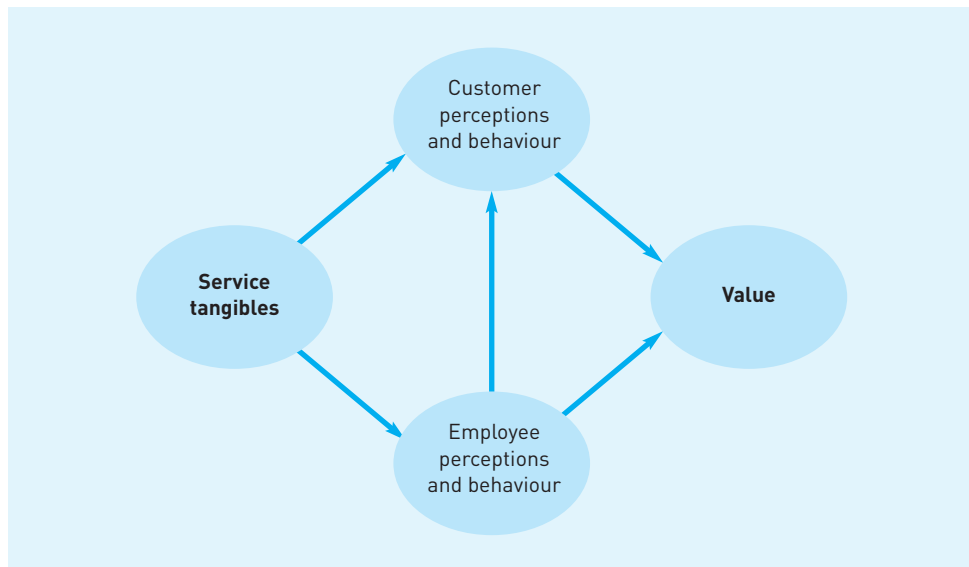 Customer
perceptions
and behaviour
Service
tangibles
Value
Employee
perceptions
and behaviour